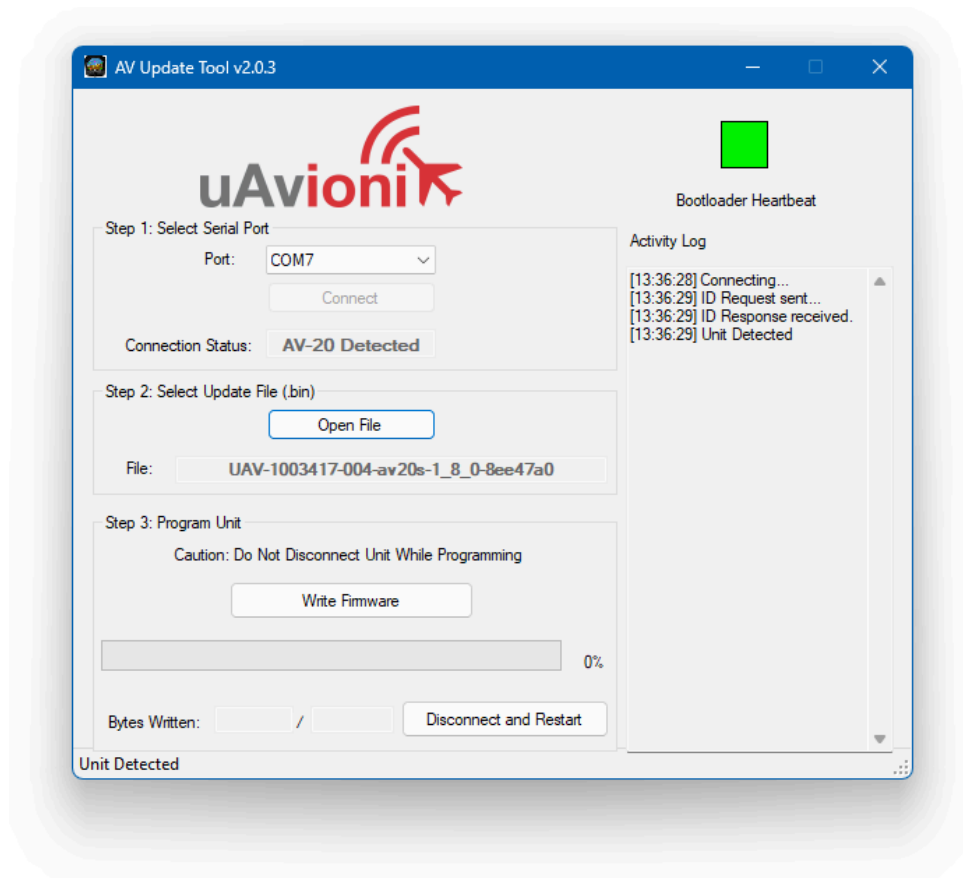 AV Update Tool v2.0.3
uAvionix
Bootloader Heartbeat
Step 1: Select Serial Port
Port: COM7
Connect
Connection Status: AV-20 Detected
Activity Log
[13:36:28] Connecting...
[13:36:29] ID Request sent...
[13:36:29] ID Response received.
[13:36:29] Unit Detected
Step 2: Select Update File (.bin)
Open File
File: UAV-1003417-004-av20s-1_8_0-8ee47a0
Step 3: Program Unit
Caution: Do Not Disconnect Unit While Programming
Write Firmware
0%
Bytes Written: /
Disconnect and Restart
Unit Detected